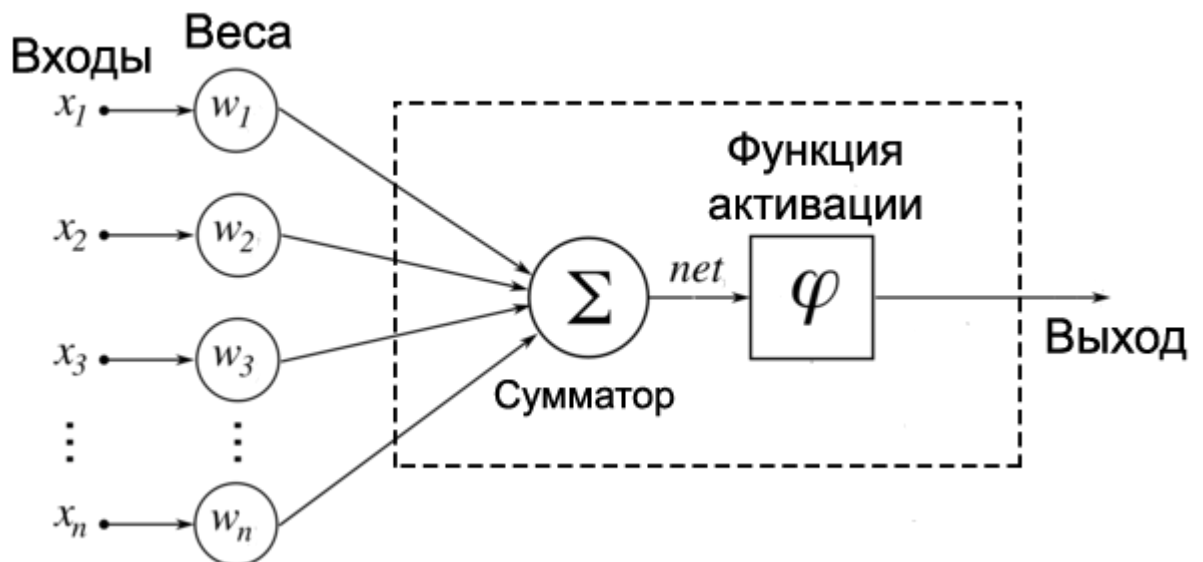 Входы
Веса
x1
w1
x2
w2
x3
w3
⋮
⋮
xn
wn
Σ
Сумматор
net
Функция
активации
φ
Выход